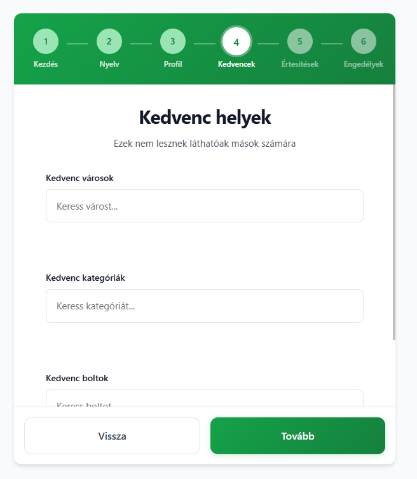 1 2 3 4 5 6
Kezdés Nyelv Profil Kedvencek Értesítések Engedélyek
Kedvenc helyek
Ezek nem lesznek láthatóak mások számára
Kedvenc városok
Keress várost...
Kedvenc kategóriák
Keress kategóriát...
Kedvenc boltok
Keress boltot...
Vissza Tovább